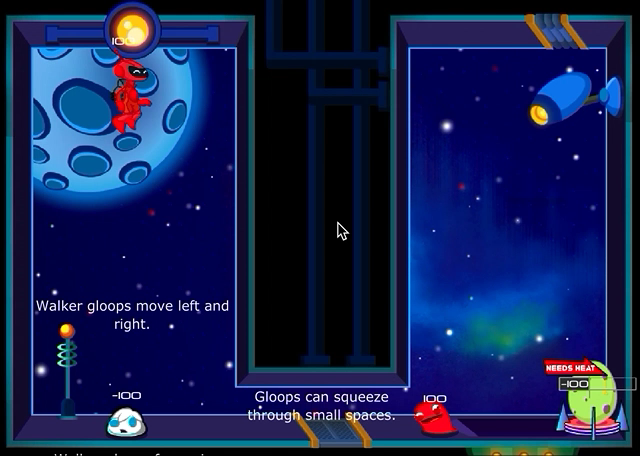 100
Walker gloops move left and
right.
NEEDS HEAT
-100
-100
Gloops can squeeze
through small spaces.
100